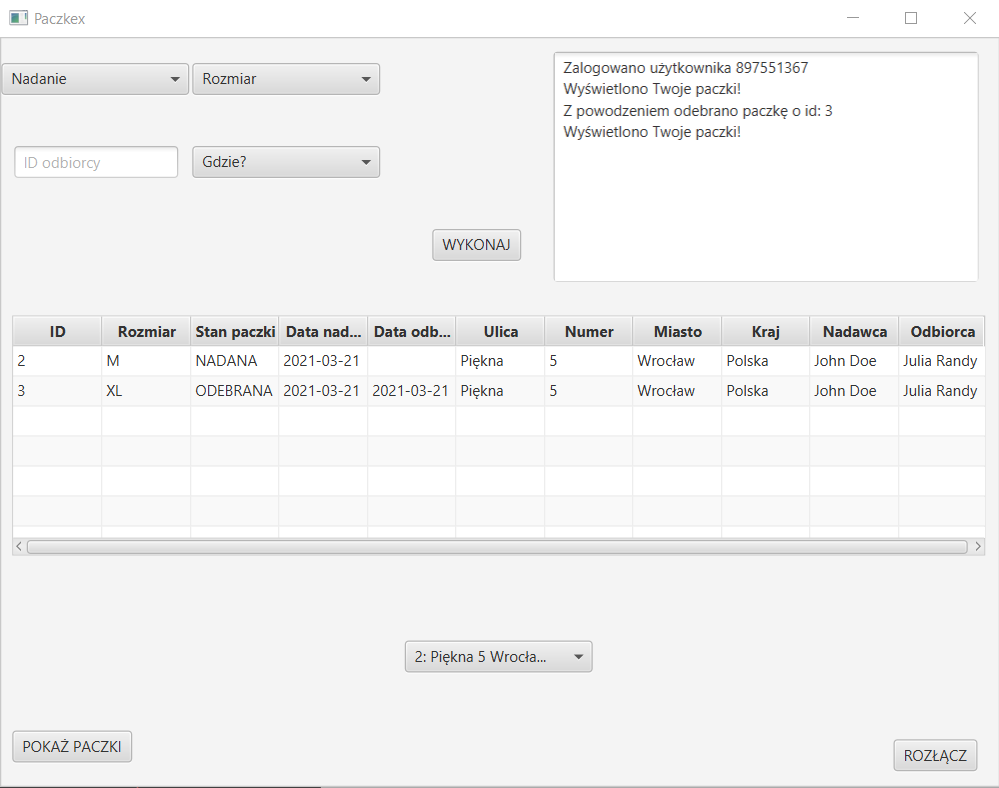 Paczkex
Nadanie Rozmiar
Zalogowano użytkownika 897551367
Wyświetlono Twoje paczki!
Z powodzeniem odebrano paczkę o id: 3
Wyświetlono Twoje paczki!
ID odbiorcy Gdzie?
WYKONAJ
ID Rozmiar Stan paczki Data nad... Data odb... Ulica Numer Miasto Kraj Nadawca Odbiorca
2 M NADANA 2021-03-21 Piękna 5 Wrocław Polska John Doe Julia Randy
3 XL ODEBRANA 2021-03-21 2021-03-21 Piękna 5 Wrocław Polska John Doe Julia Randy
2: Piękna 5 Wrocła...
POKAŻ PACZKI
ROZŁĄCZ